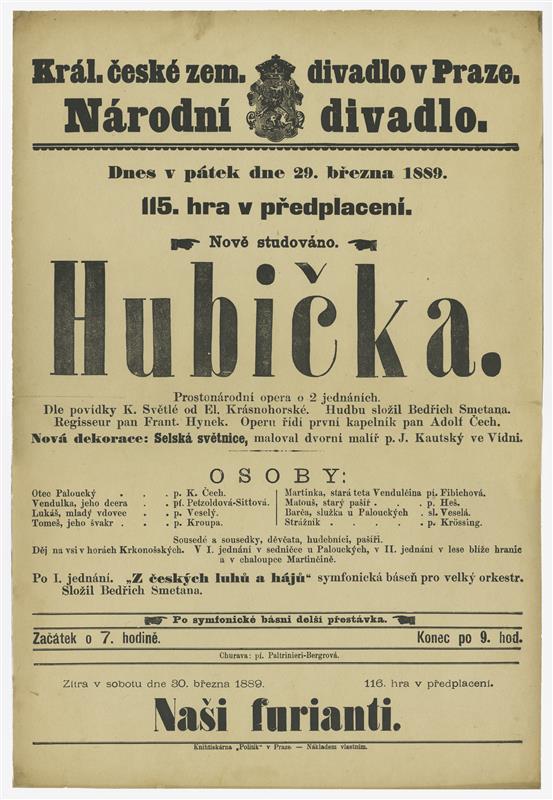 Král. české zem. divadlo v Praze.
Národní divadlo.
Dnes v pátek dne 29. března 1889.
115. hra v předplacení.
Nově studováno.
Hubička.
Prostonárodní opera o 2 jednáních.
Dle povídky K. Světlé od El. Krásnohorské. Hudbu složil Bedřich Smetana.
Regisseur pan Frant. Hynek. Operu řídí první kapelník pan Adolf Čech.
Nová dekorace: Selská světnice, maloval dvorní malíř p. J. Kautský ve Vídni.
OSOBY:
Otec Paloucký . . . p. K. Čech.
Vendulka, jeho dcera . . pí. Petzoldová-Sittová.
Lukáš, mladý vdovec . . p. Veselý.
Tomeš, jeho švakr . . . p. Kroupa.
Martinka, stará teta Vendulčina pí. Fibichová.
Matouš, starý pašíř . . . . p. Heš.
Barča, služka u Palouckých . sl. Veselá.
Strážník . . . . . p. Krössing.
Sousedé a sousedky, děvčata, hudebníci, pašíři.
Děj na vsi v horách Krkonošských. V I. jednání v sedničce u Palouckých, v II. jednání v lese blíže hranic
a v chaloupce Martinčině.
Po I. jednání. „Z českých luhů a hájů“ symfonická báseň pro velký orkestr.
Složil Bedřich Smetana.
Po symfonické básni delší přestávka.
Začátek o 7. hodině. Konec po 9. hod.
Churava: pí. Paltrinieri-Bergrová.
Zítra v sobotu dne 30. března 1889. 116. hra v předplacení.
Naši furianti.
Knihtiskárna „Politik“ v Praze. — Nákladem vlastním.